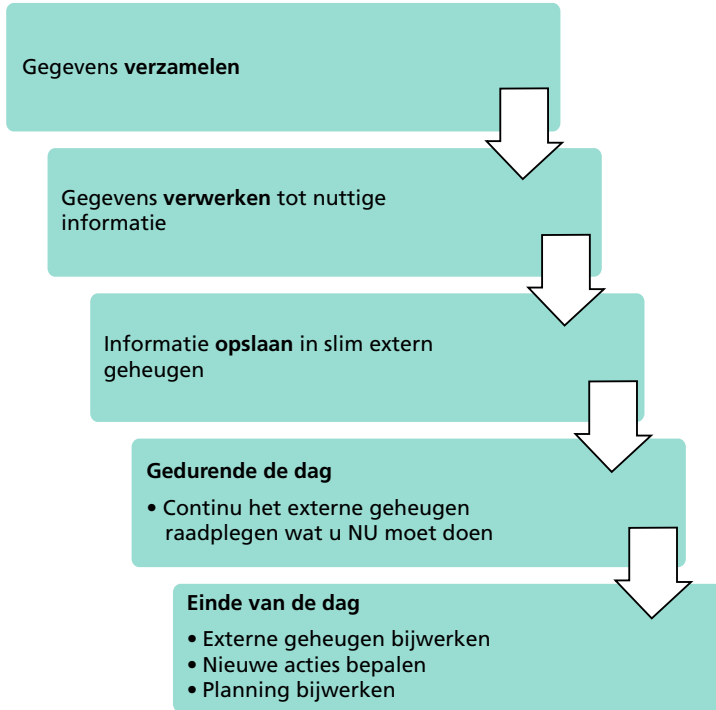 Gegevens verzamelen
Gegevens verwerken tot nuttige
informatie
Informatie opslaan in slim extern
geheugen
Gedurende de dag
• Continu het externe geheugen
raadplegen wat u NU moet doen
Einde van de dag
• Externe geheugen bijwerken
• Nieuwe acties bepalen
• Planning bijwerken